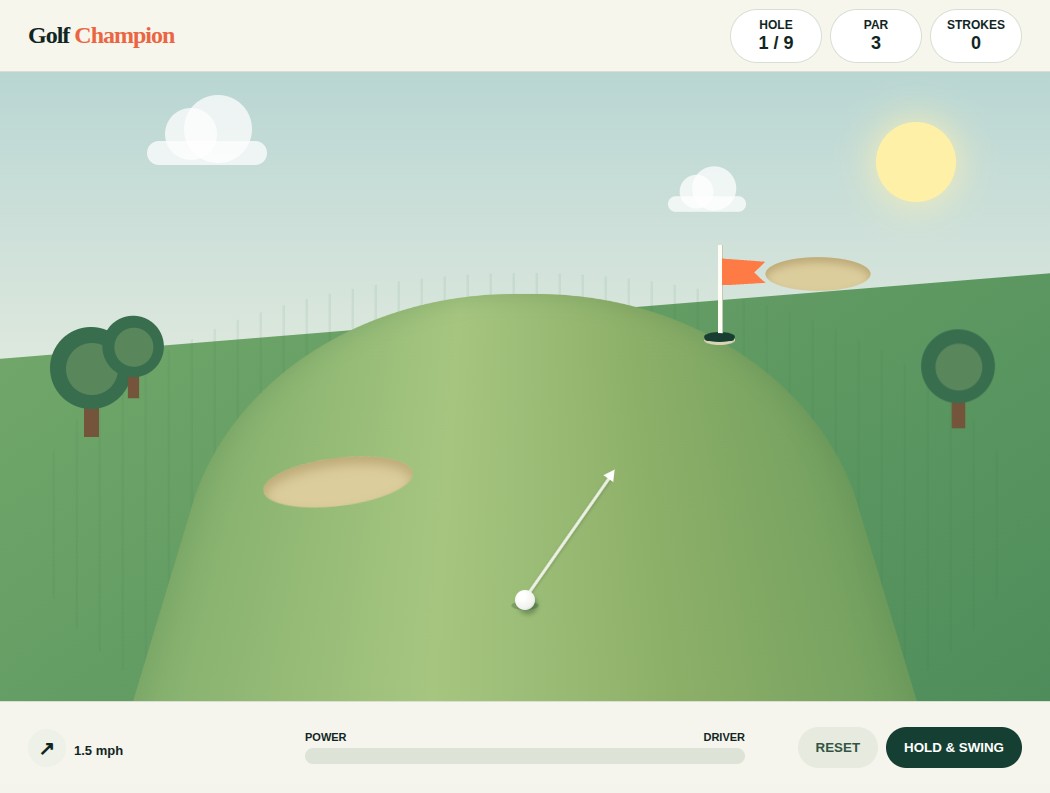 Golf Champion
HOLE
1 / 9
PAR
3
STROKES
0
1.5 mph
POWER
DRIVER
RESET
HOLD & SWING